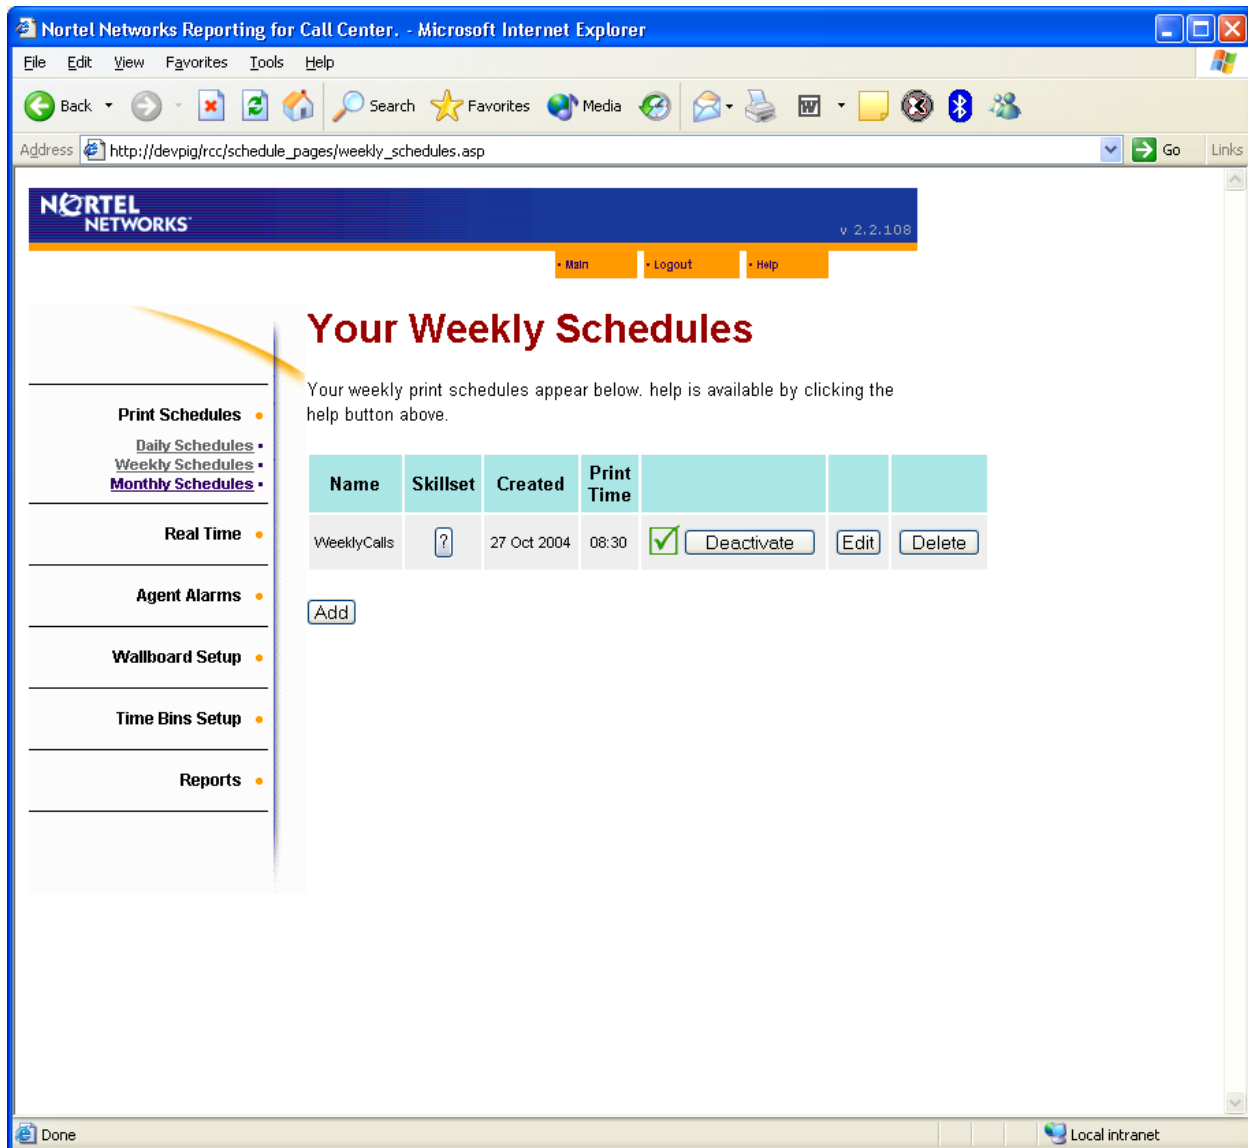 Nortel Networks Reporting for Call Center. - Microsoft Internet Explorer
File Edit View Favorites Tools Help
Back Search Favorites Media
Address http://devpig/rcc/schedule_pages/weekly_schedules.asp Go Links
NORTEL
NETWORKS
v 2.2.108
Main Logout Help
Your Weekly Schedules
Your weekly print schedules appear below. help is available by clicking the
help button above.
Print Schedules
Daily Schedules
Weekly Schedules
Monthly Schedules
Real Time
Agent Alarms
Wallboard Setup
Time Bins Setup
Reports
Name Skillset Created Print
Time
WeeklyCalls ? 27 Oct 2004 08:30 Deactivate Edit Delete
Add
Done Local intranet